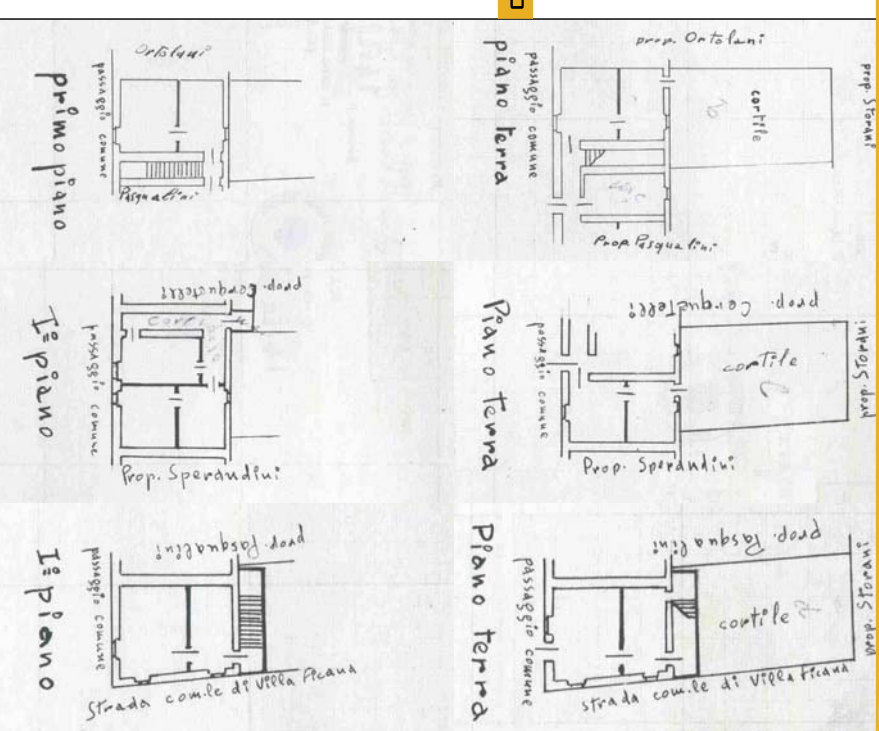 Ortolani
passaggio comune
primo piano
Pasqualini
prop. Ortolani
piano terra
passaggio comune
cortile
prop. Storani
Prop. Pasqualini
prop. Cerquetelli
I° piano
passaggio comune
Prop. Sperandini
prop. Cerquetelli
Piano terra
passaggio comune
cortile
prop. Storani
Prop. Sperandini
prop. Pasqualini
I° piano
passaggio comune
Strada com.le di Villa Ficana
prop. Pasqualini
Piano terra
passaggio comune
cortile
prop. Storani
Strada com.le di Villa Ficana